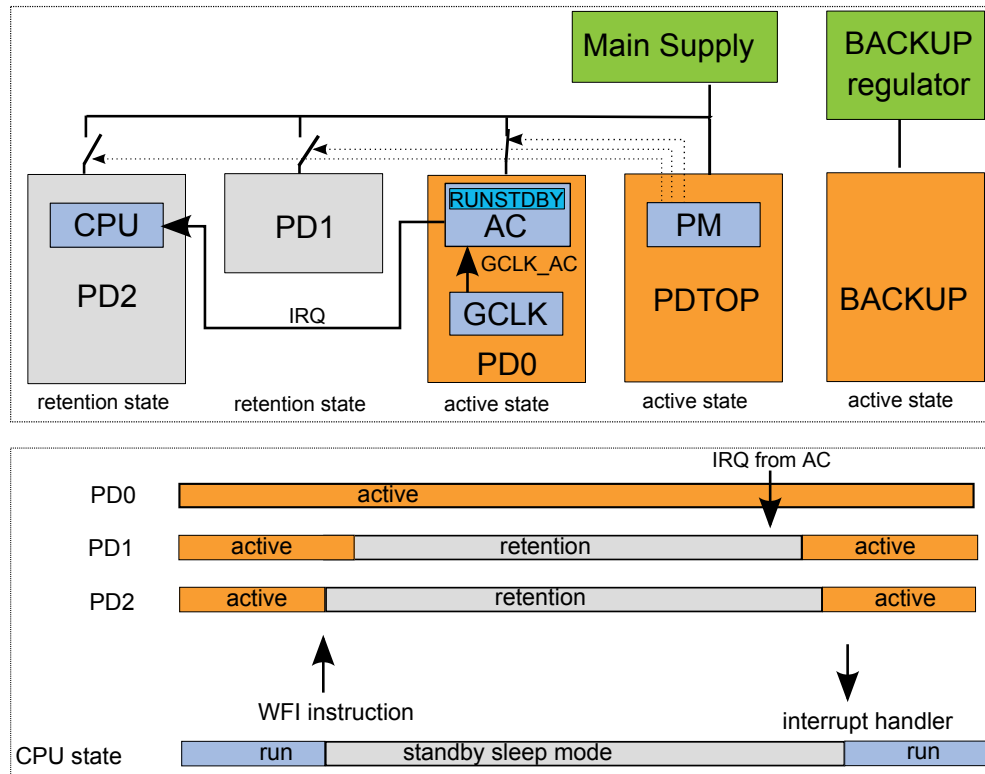 Main Supply
BACKUP
regulator
RUNSTDBY
CPU
AC
PM
PD1
GCLK_AC
PD2
IRQ
GCLK
PDTOP
BACKUP
PD0
retention state
retention state
active state
active state
active state
IRQ from AC
PD0
active
PD1
active
retention
active
PD2
active
retention
active
WFI instruction
interrupt handler
CPU state
run
standby sleep mode
run